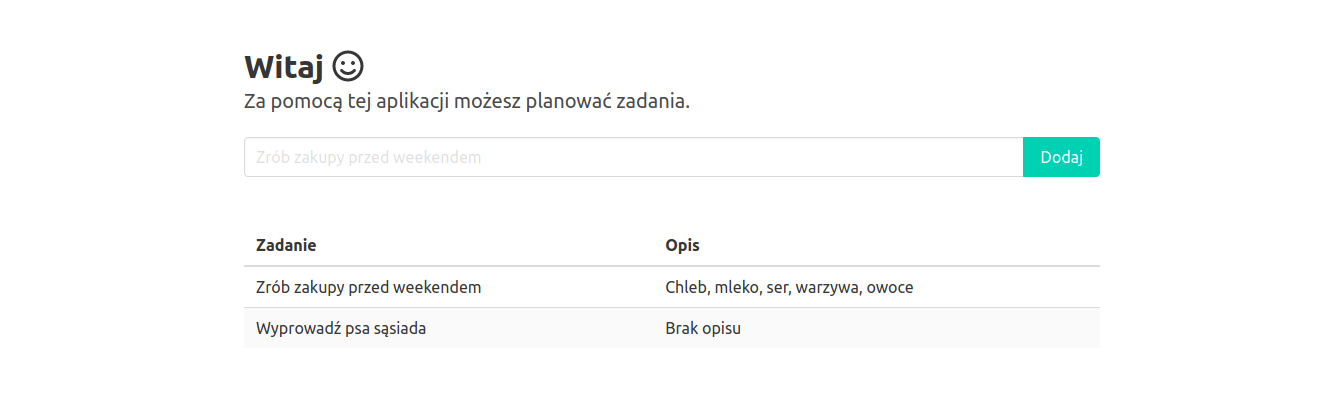 Witaj
Za pomocą tej aplikacji możesz planować zadania.
Zrób zakupy przed weekendem
Dodaj
Zadanie Opis
Zrób zakupy przed weekendem Chleb, mleko, ser, warzywa, owoce
Wyprowadź psa sąsiada Brak opisu